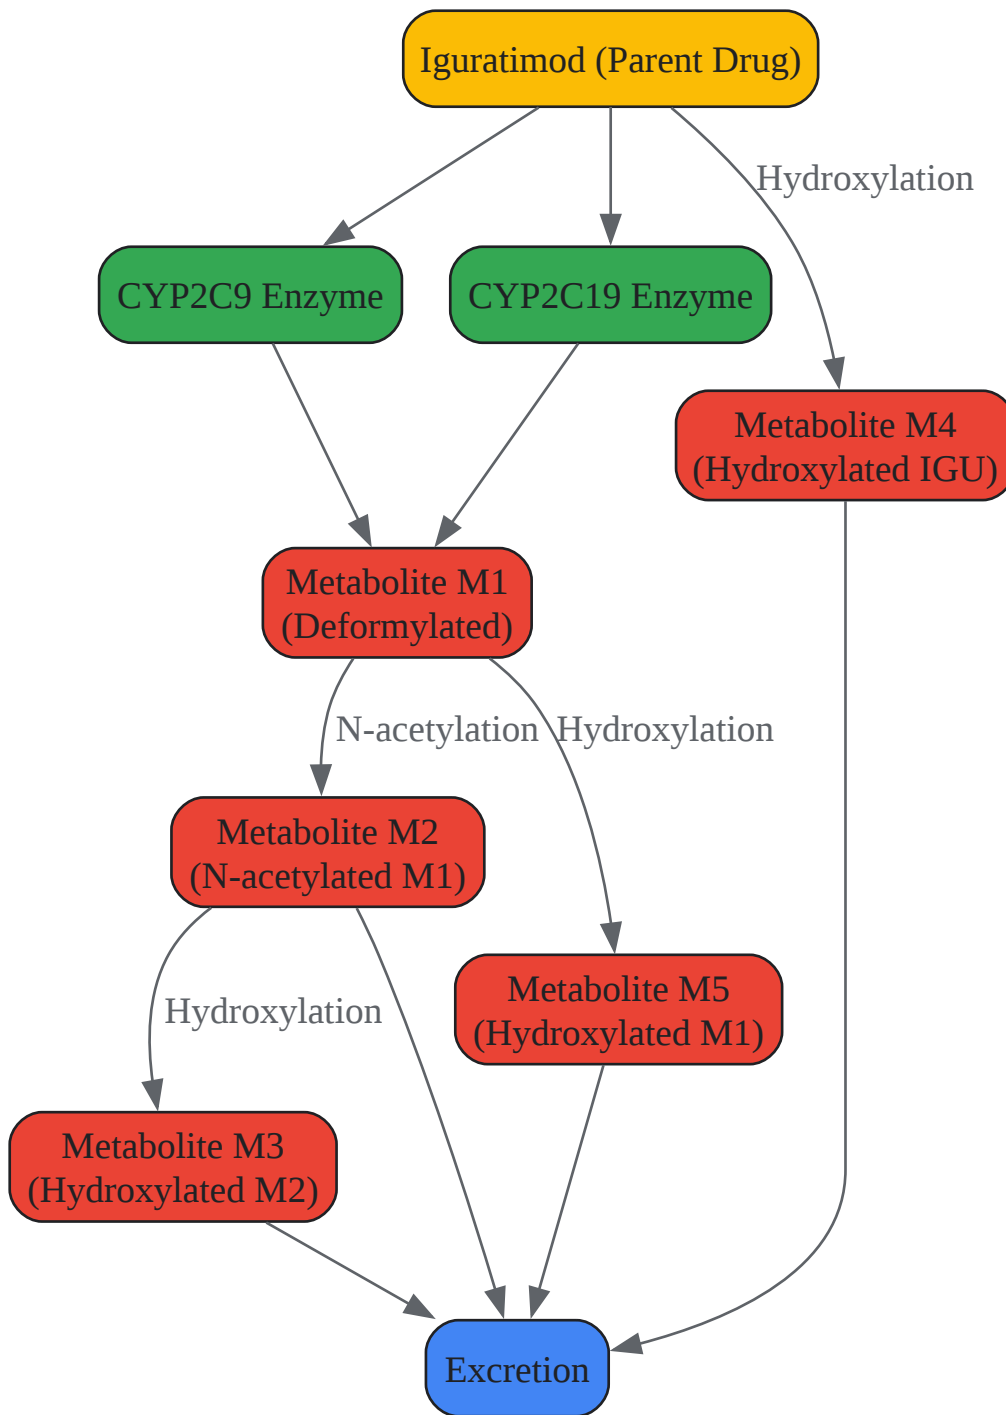 Iguratimod (Parent Drug)
Hydroxylation
CYP2C9 Enzyme
CYP2C19 Enzyme
Metabolite M4
(Hydroxylated IGU)
Metabolite M1
(Deformylated)
N-acetylation
Hydroxylation
Metabolite M2
(N-acetylated M1)
Metabolite M5
(Hydroxylated M1)
Hydroxylation
Metabolite M3
(Hydroxylated M2)
Excretion